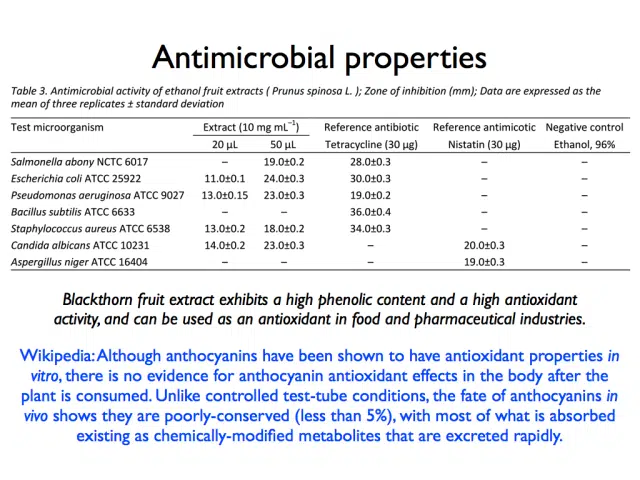 Antimicrobial properties
Table 3. Antimicrobial activity of ethanol fruit extracts ( Prunus spinosa L. ); Zone of inhibition (mm); Data are expressed as the
mean of three replicates ± standard deviation
Test microorganism Extract (10 mg mL⁻¹) Reference antibiotic Reference antimicotic Negative control
20 µL 50 µL Tetracycline (30 µg) Nistatin (30 µg) Ethanol, 96%
Salmonella abony NCTC 6017 – 19.0±0.2 28.0±0.3 – –
Escherichia coli ATCC 25922 11.0±0.1 24.0±0.3 30.0±0.3 – –
Pseudomonas aeruginosa ATCC 9027 13.0±0.15 23.0±0.3 19.0±0.2 – –
Bacillus subtilis ATCC 6633 – – 36.0±0.4 – –
Staphylococcus aureus ATCC 6538 13.0±0.2 18.0±0.2 34.0±0.3 – –
Candida albicans ATCC 10231 14.0±0.2 23.0±0.3 – 20.0±0.3 –
Aspergillus niger ATCC 16404 – – – 19.0±0.3 –
Blackthorn fruit extract exhibits a high phenolic content and a high antioxidant
activity, and can be used as an antioxidant in food and pharmaceutical industries.
Wikipedia: Although anthocyanins have been shown to have antioxidant properties in
vitro, there is no evidence for anthocyanin antioxidant effects in the body after the
plant is consumed. Unlike controlled test-tube conditions, the fate of anthocyanins in
vivo shows they are poorly-conserved (less than 5%), with most of what is absorbed
existing as chemically-modified metabolites that are excreted rapidly.